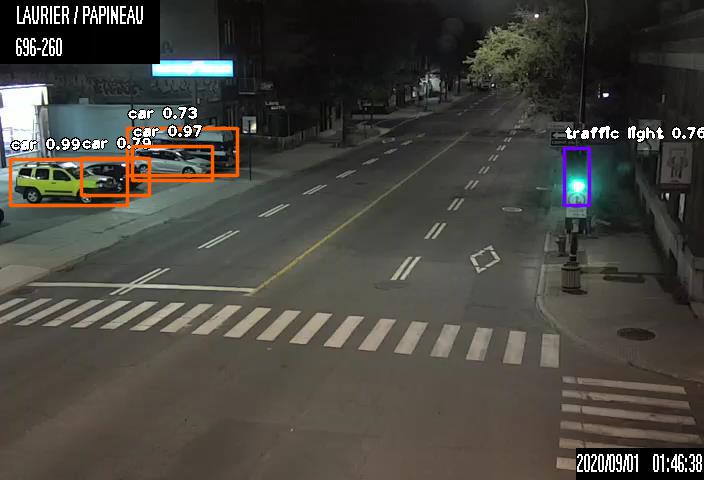 LAURIER / PAPINEAU
696-260
car 0.73
car 0.97
car 0.99
car 0.79
traffic light 0.76
2020/09/01 01:46:38